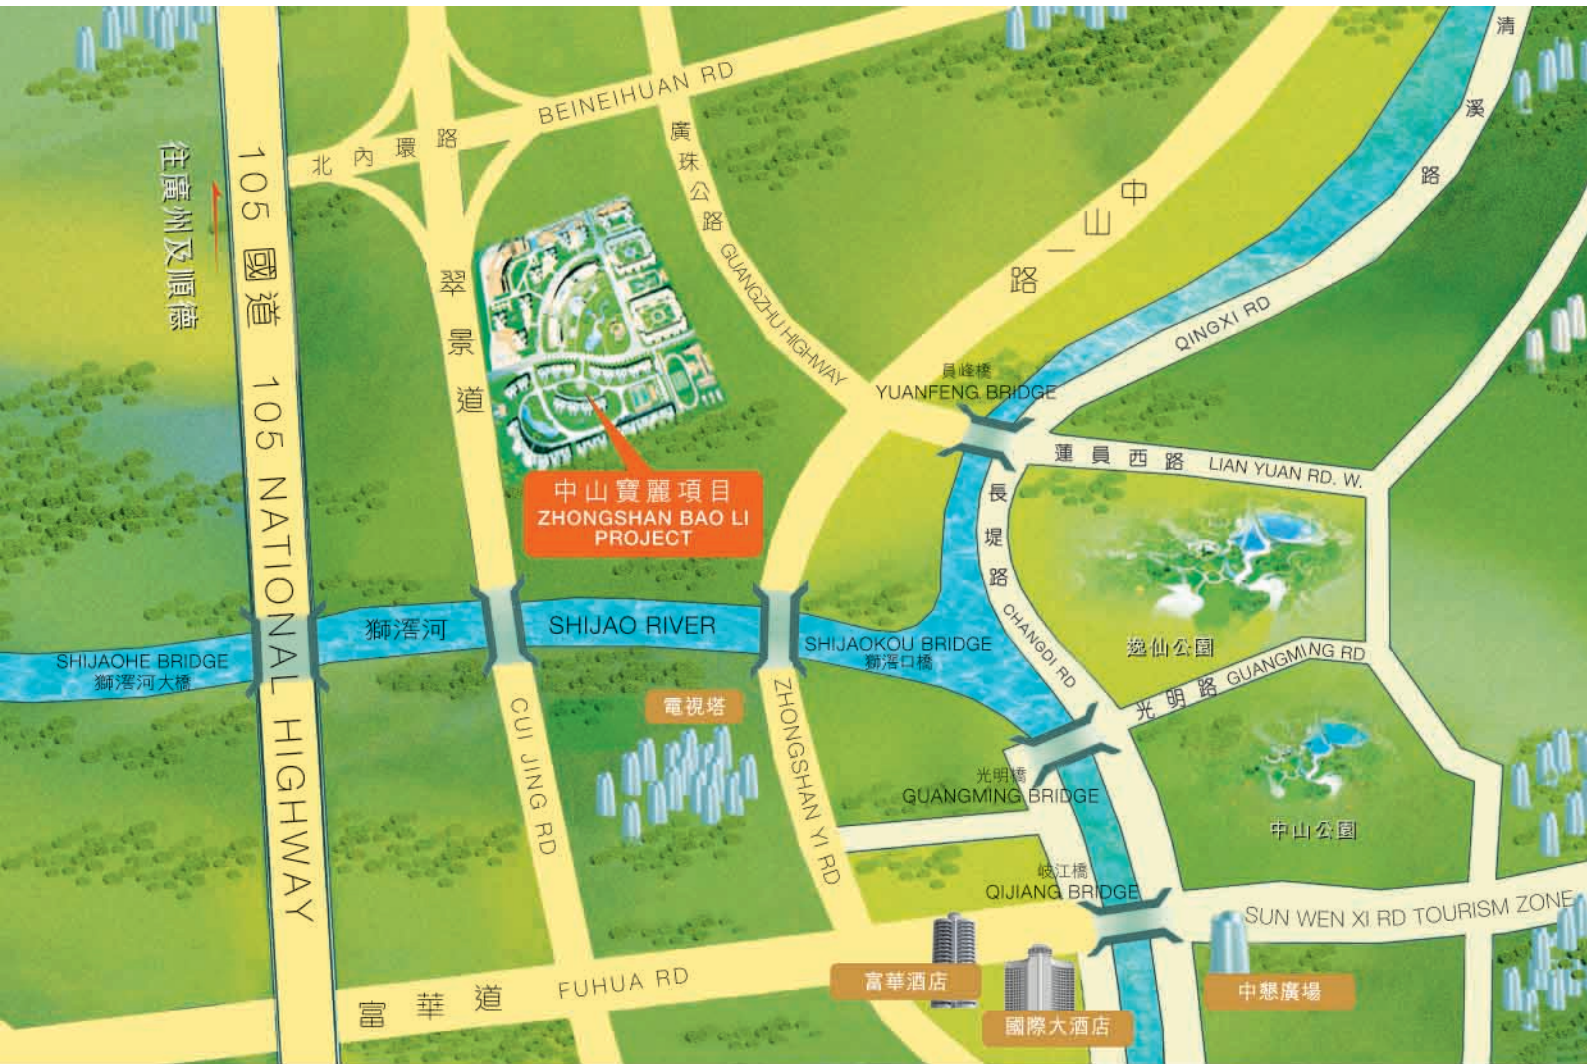 清溪路
BEINEIHUAN RD
北內環路
廣珠公路
GUANGZHU HIGHWAY
往廣州及順德
105 國道
105 NATIONAL HIGHWAY
翠景道
中山一路
QINGXI RD
員峰橋
YUANFENG BRIDGE
蓮員西路 LIAN YUAN RD. W.
中山寶麗項目
ZHONGSHAN BAO LI
PROJECT
長堤路
CHANGDI RD
獅滘河
SHIJAO RIVER
SHIJAOKOU BRIDGE
獅滘口橋
SHIJAOHE BRIDGE
獅滘河大橋
逸仙公園
光明路 GUANGMING RD
電視塔
CUI JING RD
ZHONGSHAN YI RD
光明橋
GUANGMING BRIDGE
中山公園
岐江橋
QIJIANG BRIDGE
SUN WEN XI RD TOURISM ZONE
富華道
FUHUA RD
富華酒店
國際大酒店
中懇廣場